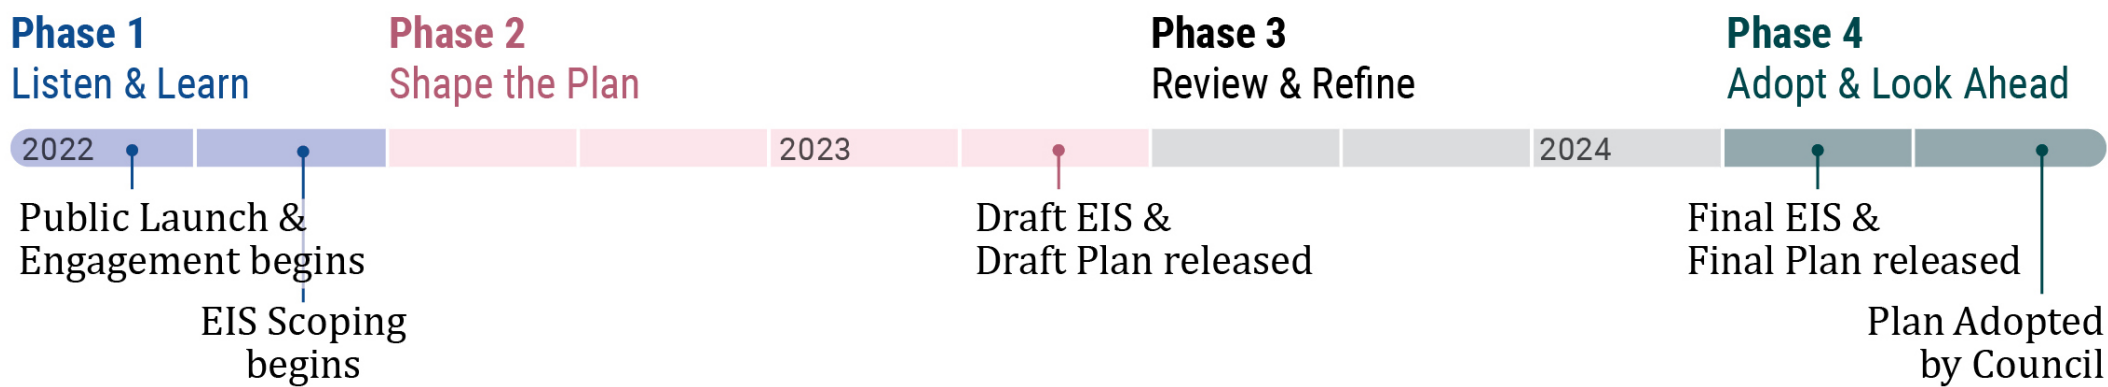 Phase 1
Listen & Learn
Phase 2
Shape the Plan
Phase 3
Review & Refine
Phase 4
Adopt & Look Ahead
2022
2023
2024
Public Launch &
Engagement begins
EIS Scoping
begins
Draft EIS &
Draft Plan released
Final EIS &
Final Plan released
Plan Adopted
by Council